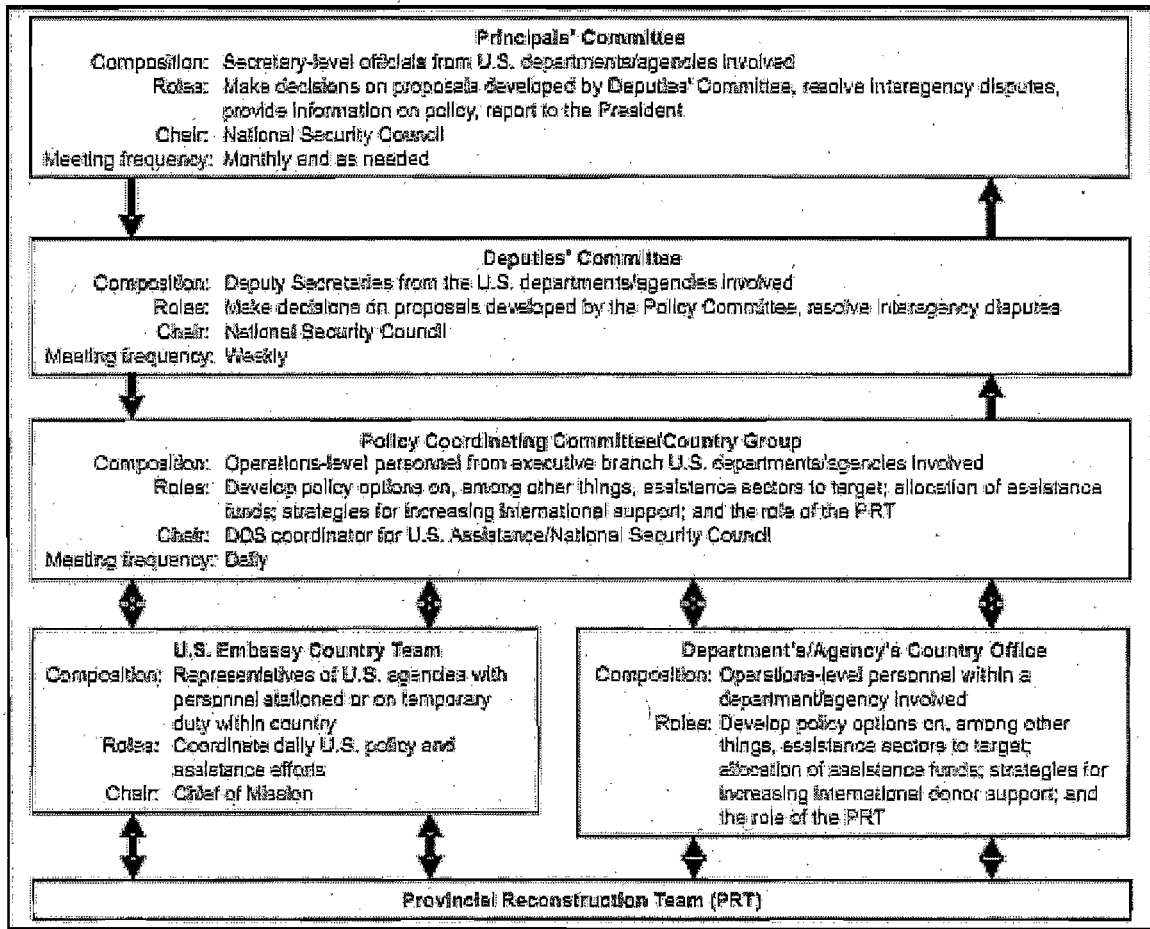 Principals' Committee
Composition: Secretary-level officials from U.S. departments/agencies involved
Roles: Make decisions on proposals developed by Deputies' Committee, resolve interagency disputes,
provide information on policy, report to the President
Chair: National Security Council
Meeting frequency: Monthly and as needed
Deputies' Committee
Composition: Deputy Secretaries from the U.S. departments/agencies involved
Roles: Make decisions on proposals developed by the Policy Committee, resolve interagency disputes
Chair: National Security Council
Meeting frequency: Weekly
Policy Coordinating Committee/Country Group
Composition: Operations-level personnel from executive branch U.S. departments/agencies involved
Roles: Develop policy options on, among other things, assistance sectors to target; allocation of assistance
funds; strategies for increasing international support; and the role of the PRT
Chair: DOS coordinator for U.S. Assistance/National Security Council
Meeting frequency: Daily
U.S. Embassy Country Team
Composition: Representatives of U.S. agencies with
personnel stationed or on temporary
duty within country
Roles: Coordinate daily U.S. policy and
assistance efforts
Chair: Chief of Mission
Department's/Agency's Country Office
Composition: Operations-level personnel within a
department/agency involved
Roles: Develop policy options on, among other
things, assistance sectors to target;
allocation of assistance funds; strategies for
increasing international donor support; and
the role of the PRT
Provincial Reconstruction Team (PRT)